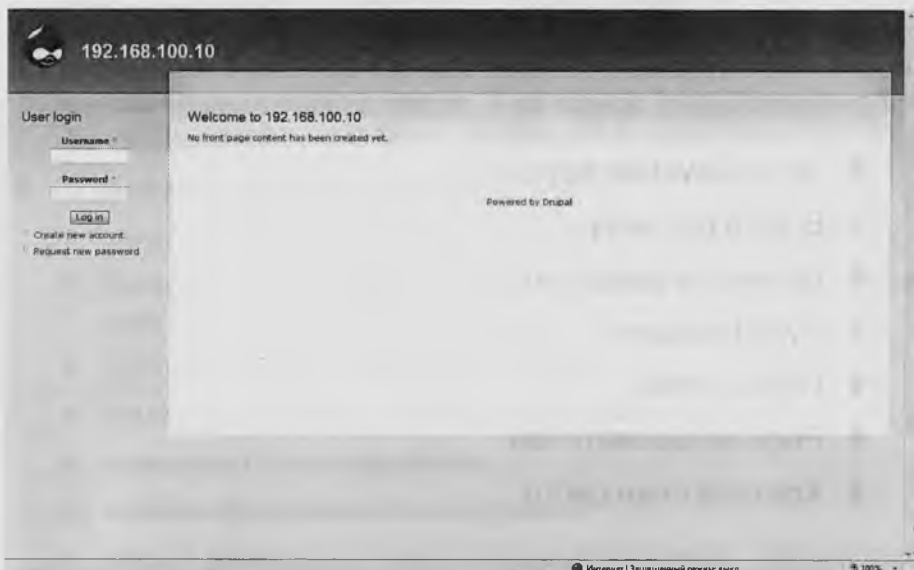 192.168.100.10
User login
Username *
Password *
Log in
Create new account
Request new password
Welcome to 192.168.100.10
No front page content has been created yet.
Powered by Drupal
Интернет | Защищенный режим: выкл.
100%